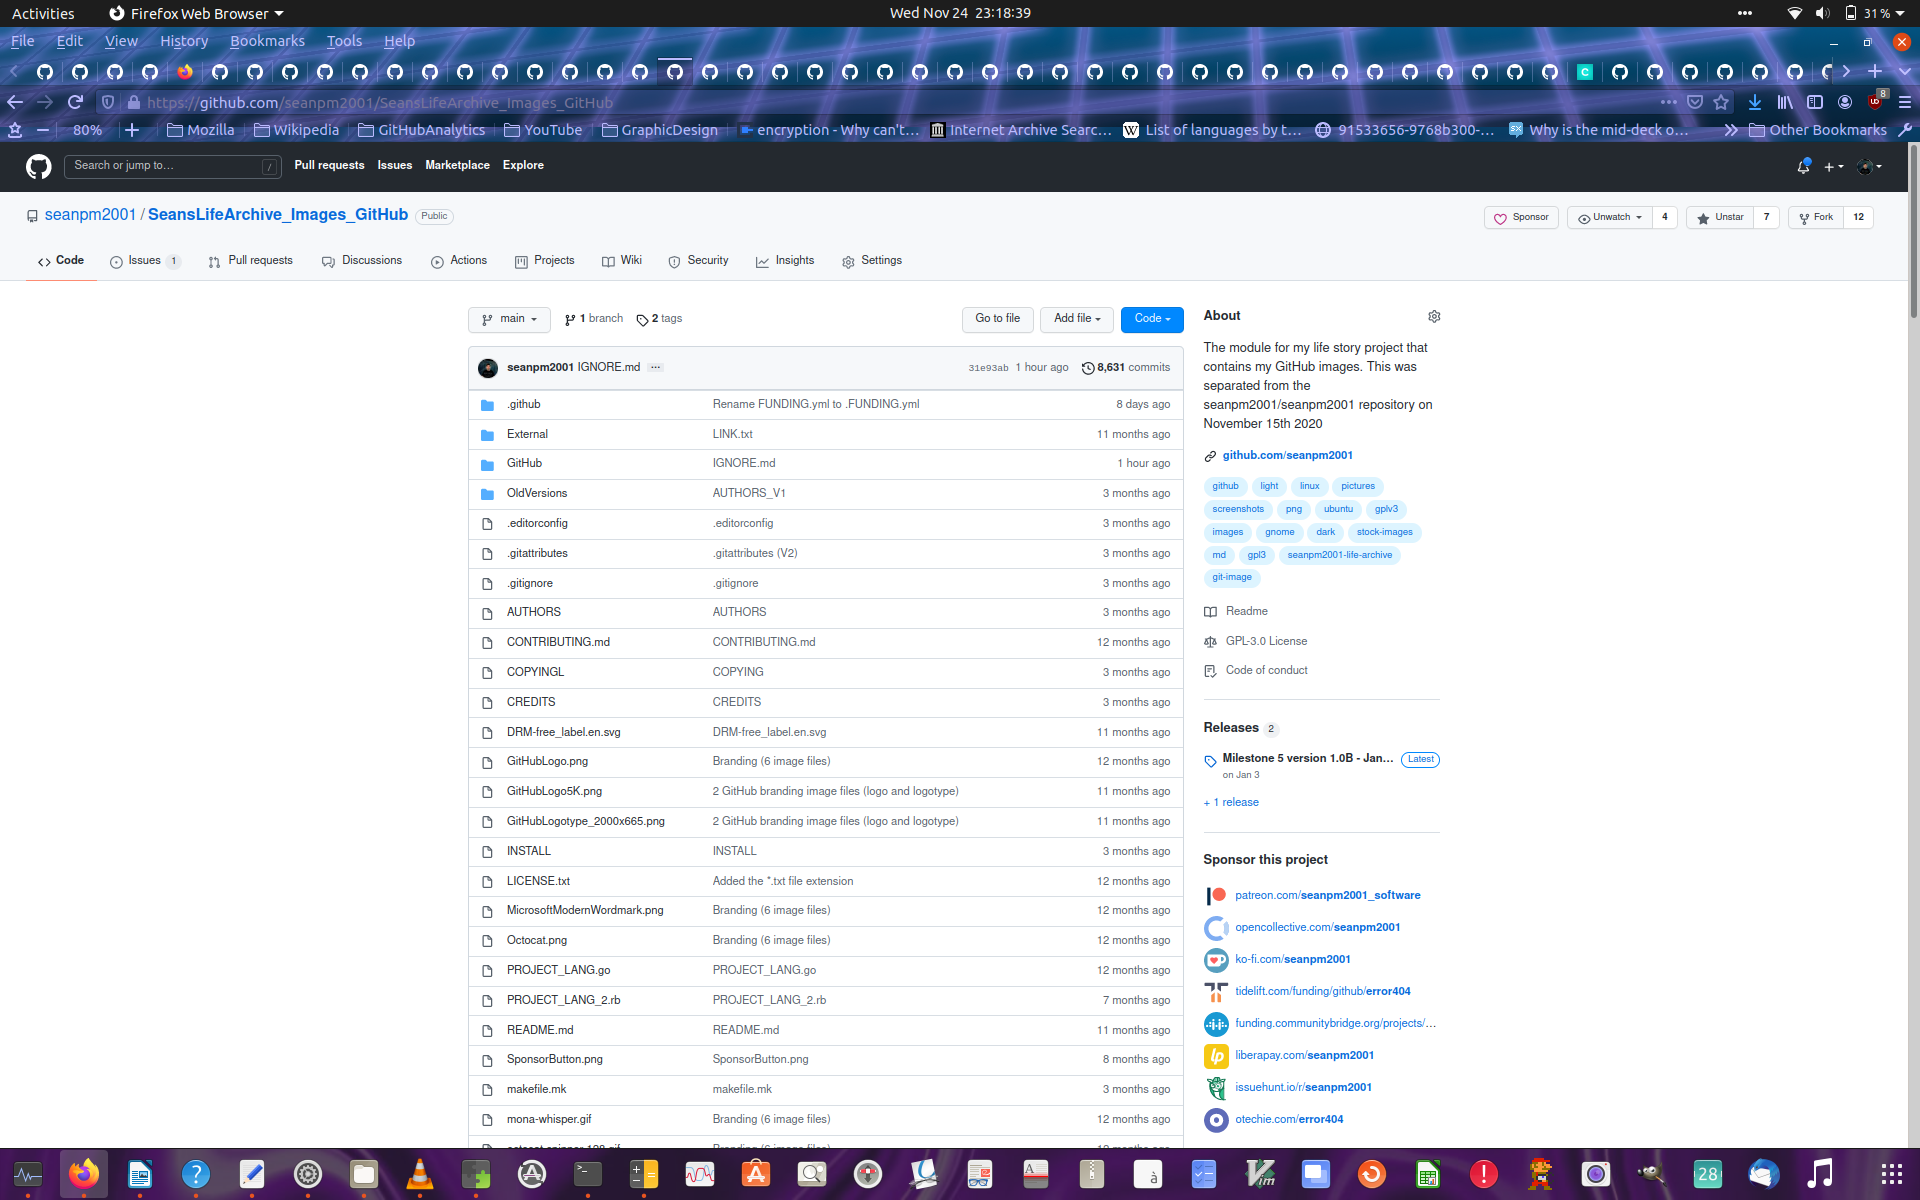 Activities
Firefox Web Browser
Wed Nov 24 23:18:39
31 %
File Edit View History Bookmarks Tools Help
https://github.com/seanpm2001/SeansLifeArchive_Images_GitHub
8
80%
Mozilla
Wikipedia
GitHubAnalytics
YouTube
GraphicDesign
encryption - Why can't…
Internet Archive Searc…
List of languages by t…
91533656-9768b300-…
Why is the mid-deck o…
Other Bookmarks
Search or jump to…
/
Pull requests Issues Marketplace Explore
seanpm2001 / SeansLifeArchive_Images_GitHub
Public
Sponsor
Unwatch 4
Unstar 7
Fork 12
Code
Issues 1
Pull requests
Discussions
Actions
Projects
Wiki
Security
Insights
Settings
main
1 branch
2 tags
Go to file
Add file
Code
seanpm2001 IGNORE.md ...
31e93ab 1 hour ago 8,631 commits
.github Rename FUNDING.yml to .FUNDING.yml 8 days ago
External LINK.txt 11 months ago
GitHub IGNORE.md 1 hour ago
OldVersions AUTHORS_V1 3 months ago
.editorconfig .editorconfig 3 months ago
.gitattributes .gitattributes (V2) 3 months ago
.gitignore .gitignore 3 months ago
AUTHORS AUTHORS 3 months ago
CONTRIBUTING.md CONTRIBUTING.md 12 months ago
COPYINGL COPYING 3 months ago
CREDITS CREDITS 3 months ago
DRM-free_label.en.svg DRM-free_label.en.svg 11 months ago
GitHubLogo.png Branding (6 image files) 12 months ago
GitHubLogo5K.png 2 GitHub branding image files (logo and logotype) 11 months ago
GitHubLogotype_2000x665.png 2 GitHub branding image files (logo and logotype) 11 months ago
INSTALL INSTALL 3 months ago
LICENSE.txt Added the *.txt file extension 12 months ago
MicrosoftModernWordmark.png Branding (6 image files) 12 months ago
Octocat.png Branding (6 image files) 12 months ago
PROJECT_LANG.go PROJECT_LANG.go 12 months ago
PROJECT_LANG_2.rb PROJECT_LANG_2.rb 7 months ago
README.md README.md 11 months ago
SponsorButton.png SponsorButton.png 8 months ago
makefile.mk makefile.mk 3 months ago
mona-whisper.gif Branding (6 image files) 12 months ago
About
The module for my life story project that
contains my GitHub images. This was
separated from the
seanpm2001/seanpm2001 repository on
November 15th 2020
github.com/seanpm2001
github light linux pictures
screenshots png ubuntu gplv3
images gnome dark stock-images
md gpl3 seanpm2001-life-archive
git-image
Readme
GPL-3.0 License
Code of conduct
Releases 2
Milestone 5 version 1.0B - Jan... Latest
on Jan 3
+ 1 release
Sponsor this project
patreon.com/seanpm2001_software
opencollective.com/seanpm2001
ko-fi.com/seanpm2001
tidelift.com/funding/github/error404
funding.communitybridge.org/projects/…
liberapay.com/seanpm2001
issuehunt.io/r/seanpm2001
otechie.com/error404
28